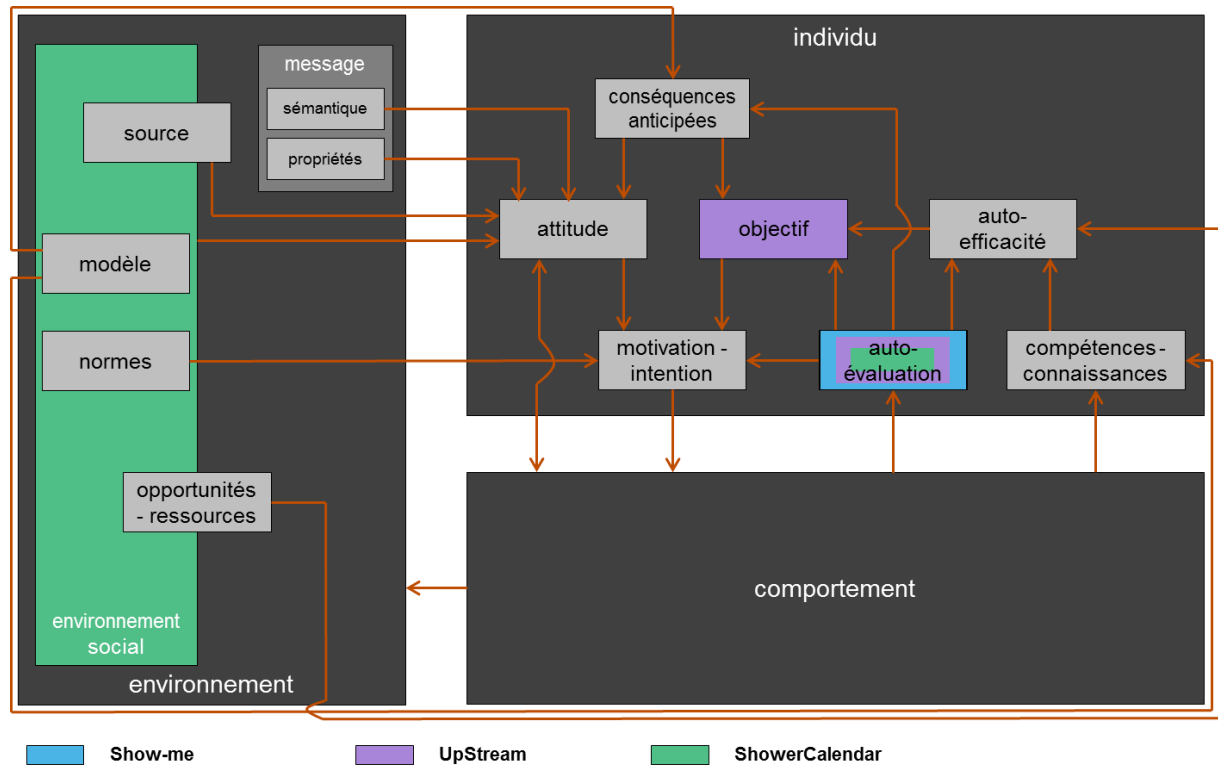 individu
message
sémantique
propriétés
source
modèle
normes
opportunités
- ressources
environnement
social
environnement
conséquences
anticipées
attitude
objectif
auto-
efficacité
motivation -
intention
auto-
évaluation
compétences -
connaissances
comportement
Show-me
UpStream
ShowerCalendar